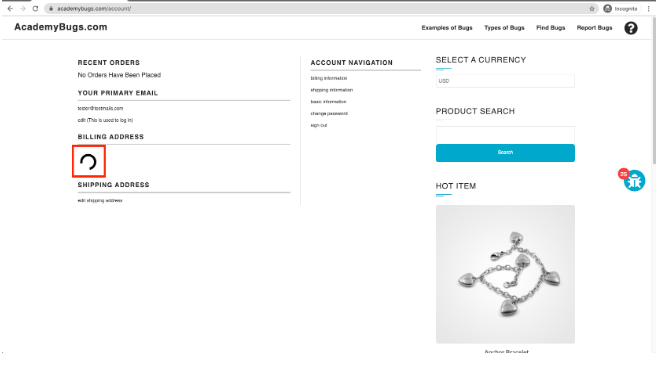 academybugs.com/account/
Incognito
AcademyBugs.com
Examples of Bugs
Types of Bugs
Find Bugs
Report Bugs
?
RECENT ORDERS
No Orders Have Been Placed
YOUR PRIMARY EMAIL
tester@testmails.com
edit (This is used to log in)
BILLING ADDRESS
SHIPPING ADDRESS
edit shipping address
ACCOUNT NAVIGATION
billing information
shipping information
basic information
change password
sign out
SELECT A CURRENCY
USD
PRODUCT SEARCH
Search
25
HOT ITEM
Anchor Bracelet